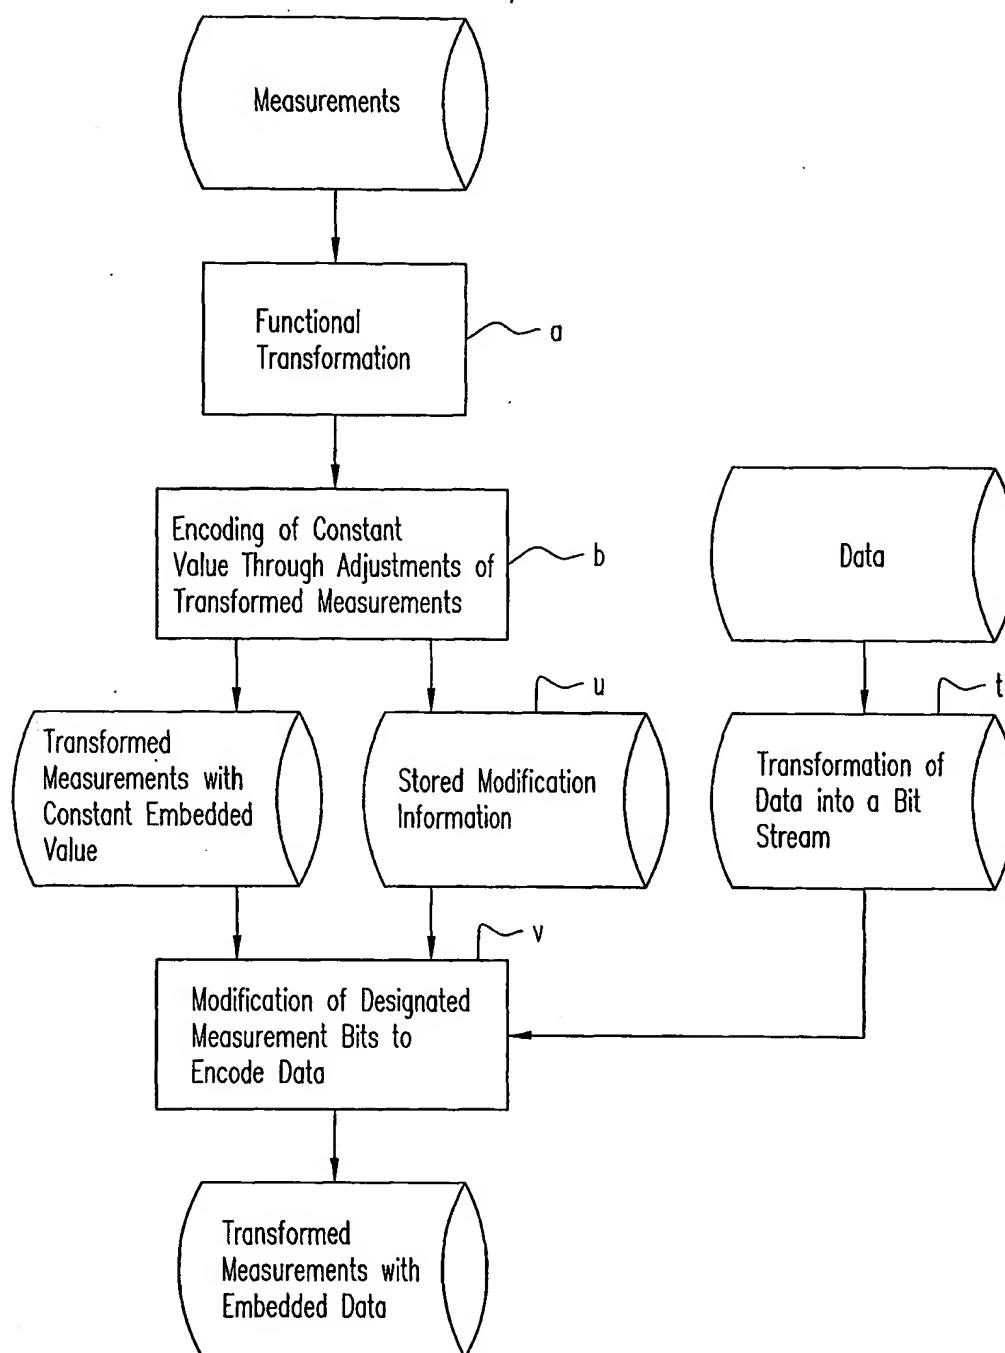 Measurements
Functional
Transformation
a
Encoding of Constant
Value Through Adjustments of
Transformed Measurements
b
Data
u
t
Transformed
Measurements with
Constant Embedded
Value
Stored Modification
Information
Transformation of
Data into a Bit
Stream
v
Modification of Designated
Measurement Bits to
Encode Data
Transformed
Measurements with
Embedded Data